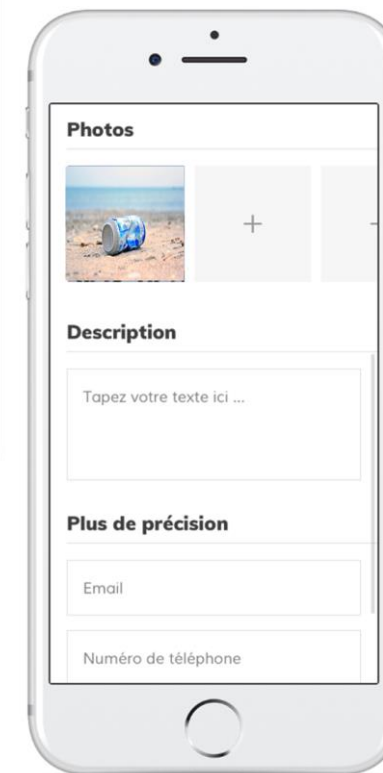 Photos
+
Description
Tapez votre texte ici ...
Plus de précision
Email
Numéro de téléphone